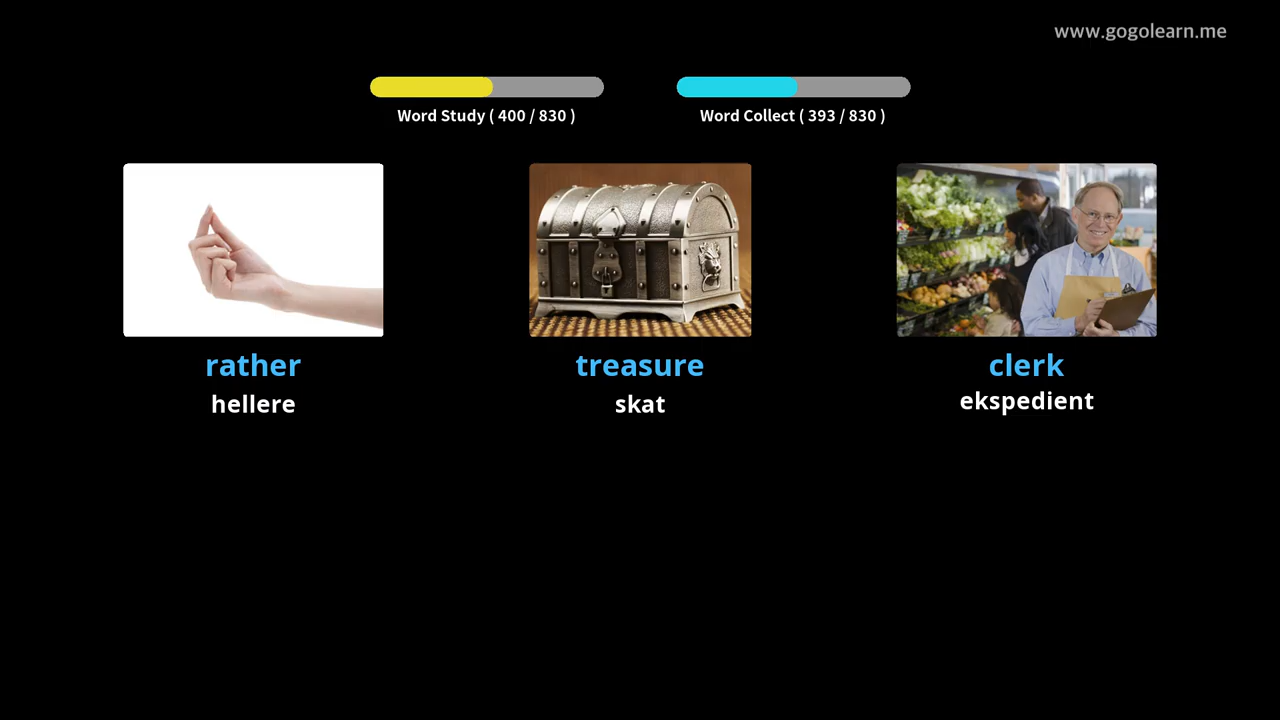 www.gogolearn.me
Word Study ( 400 / 830 )
Word Collect ( 393 / 830 )
rather
hellere
treasure
skat
clerk
ekspedient